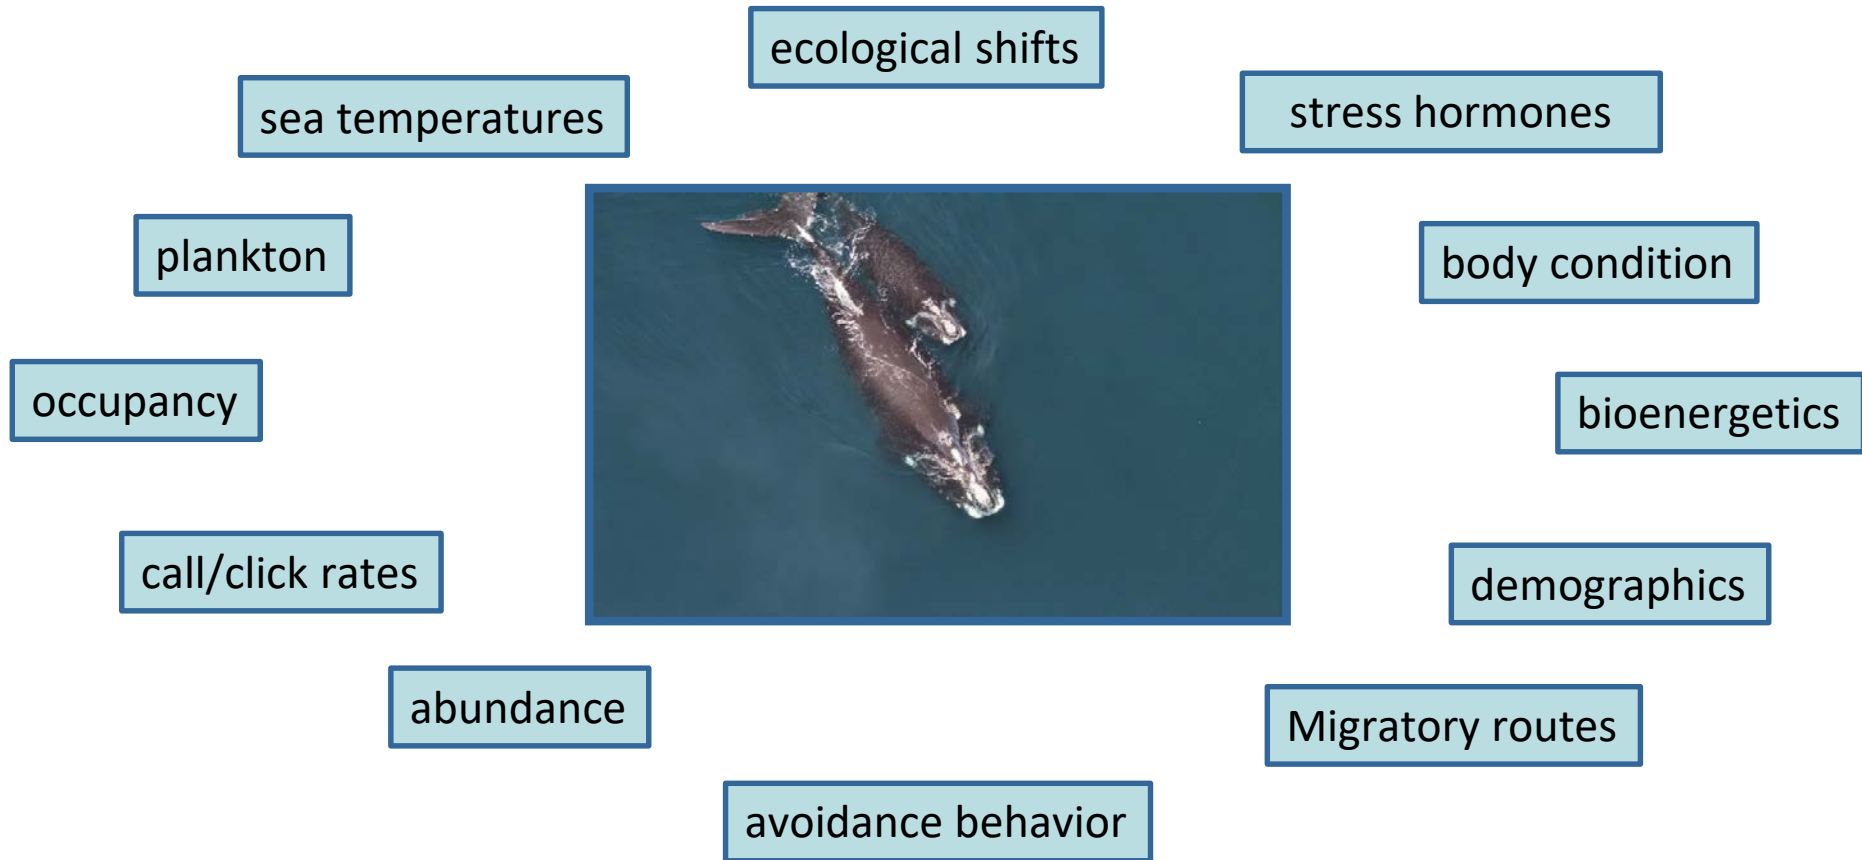 ecological shifts
sea temperatures
stress hormones
plankton
body condition
occupancy
bioenergetics
call/click rates
demographics
abundance
Migratory routes
avoidance behavior